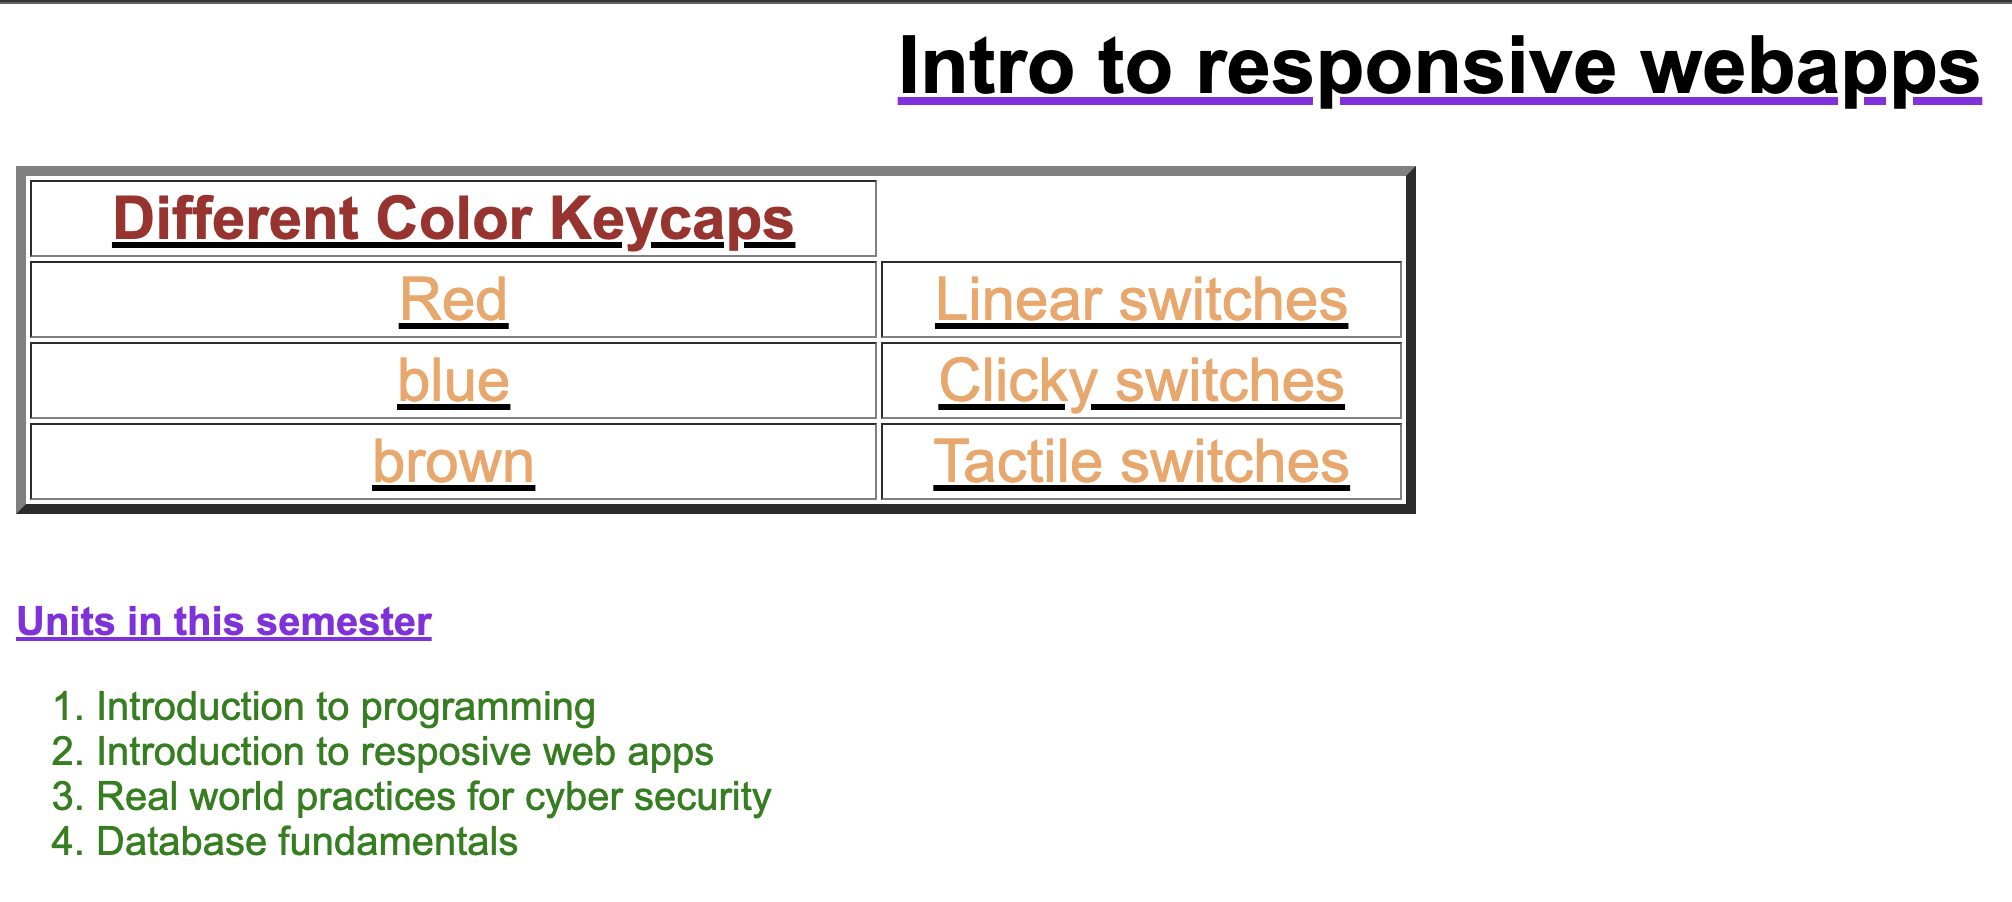 Intro to responsive webapps
Different Color Keycaps
Red Linear switches
blue Clicky switches
brown Tactile switches
Units in this semester
1. Introduction to programming
2. Introduction to resposive web apps
3. Real world practices for cyber security
4. Database fundamentals